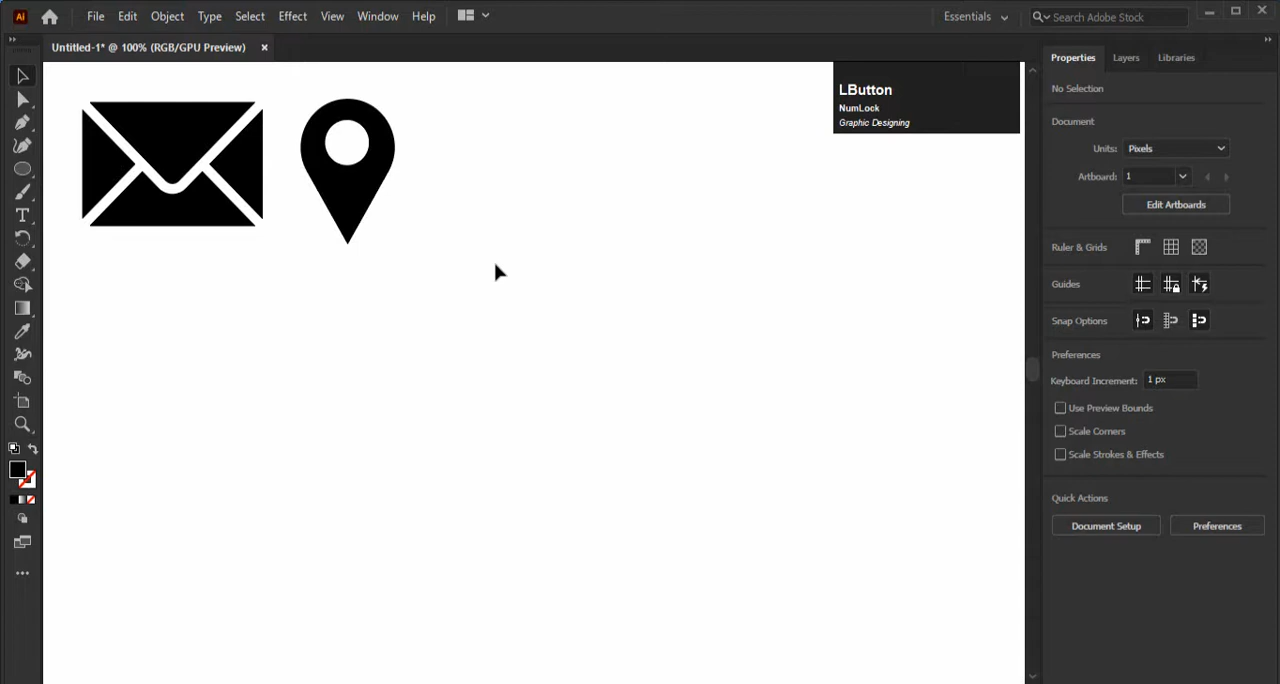 Ai File Edit Object Type Select Effect View Window Help Essentials Search Adobe Stock
Untitled-1* @ 100% (RGB/GPU Preview) ×
Properties Layers Libraries
LButton
NumLock
Graphic Designing
No Selection
Document
Units: Pixels
Artboard: 1
Edit Artboards
Ruler & Grids
Guides
Snap Options
Preferences
Keyboard Increment: 1 px
Use Preview Bounds
Scale Corners
Scale Strokes & Effects
Quick Actions
Document Setup Preferences